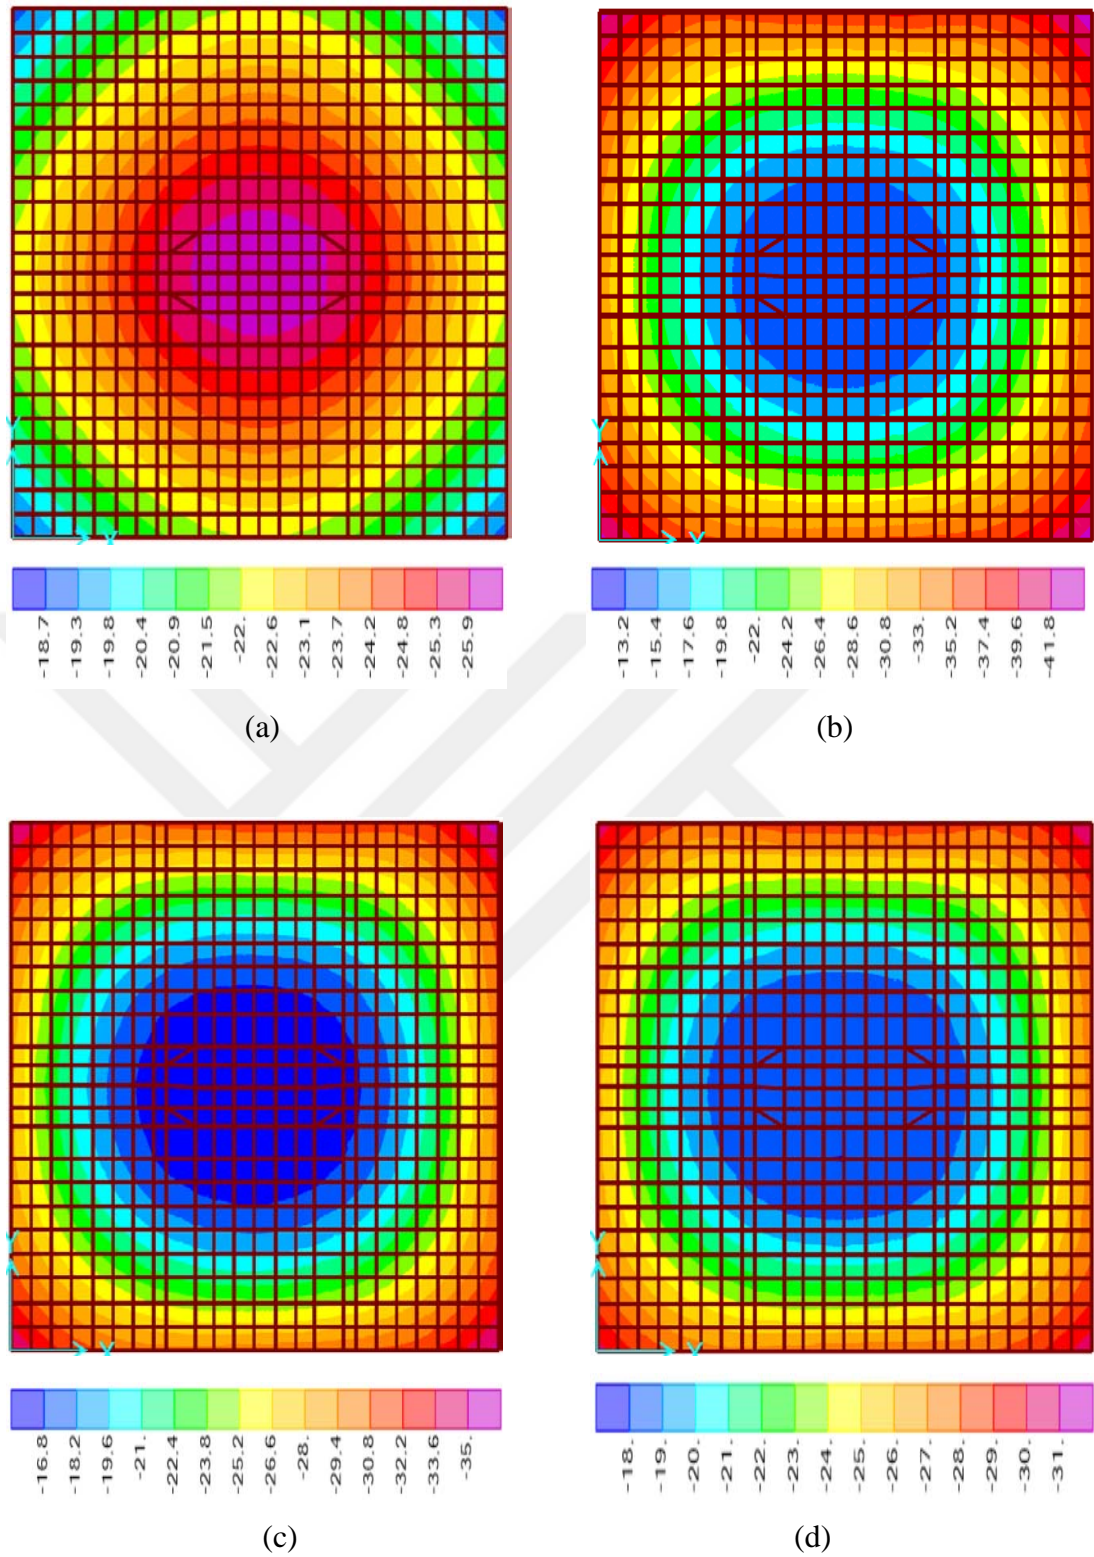 Y
X
-18.7 -19.3 -19.8 -20.4 -20.9 -21.5 -22. -22.6 -23.1 -23.7 -24.2 -24.8 -25.3 -25.9
(a)
Y
X
-13.2 -15.4 -17.6 -19.8 -22. -24.2 -26.4 -28.6 -30.8 -33. -35.2 -37.4 -39.6 -41.8
(b)
Y
X
-16.8 -18.2 -19.6 -21. -22.4 -23.8 -25.2 -26.6 -28. -29.4 -30.8 -32.2 -33.6 -35.
(c)
Y
X
-18. -19. -20. -21. -22. -23. -24. -25. -26. -27. -28. -29. -30. -31.
(d)